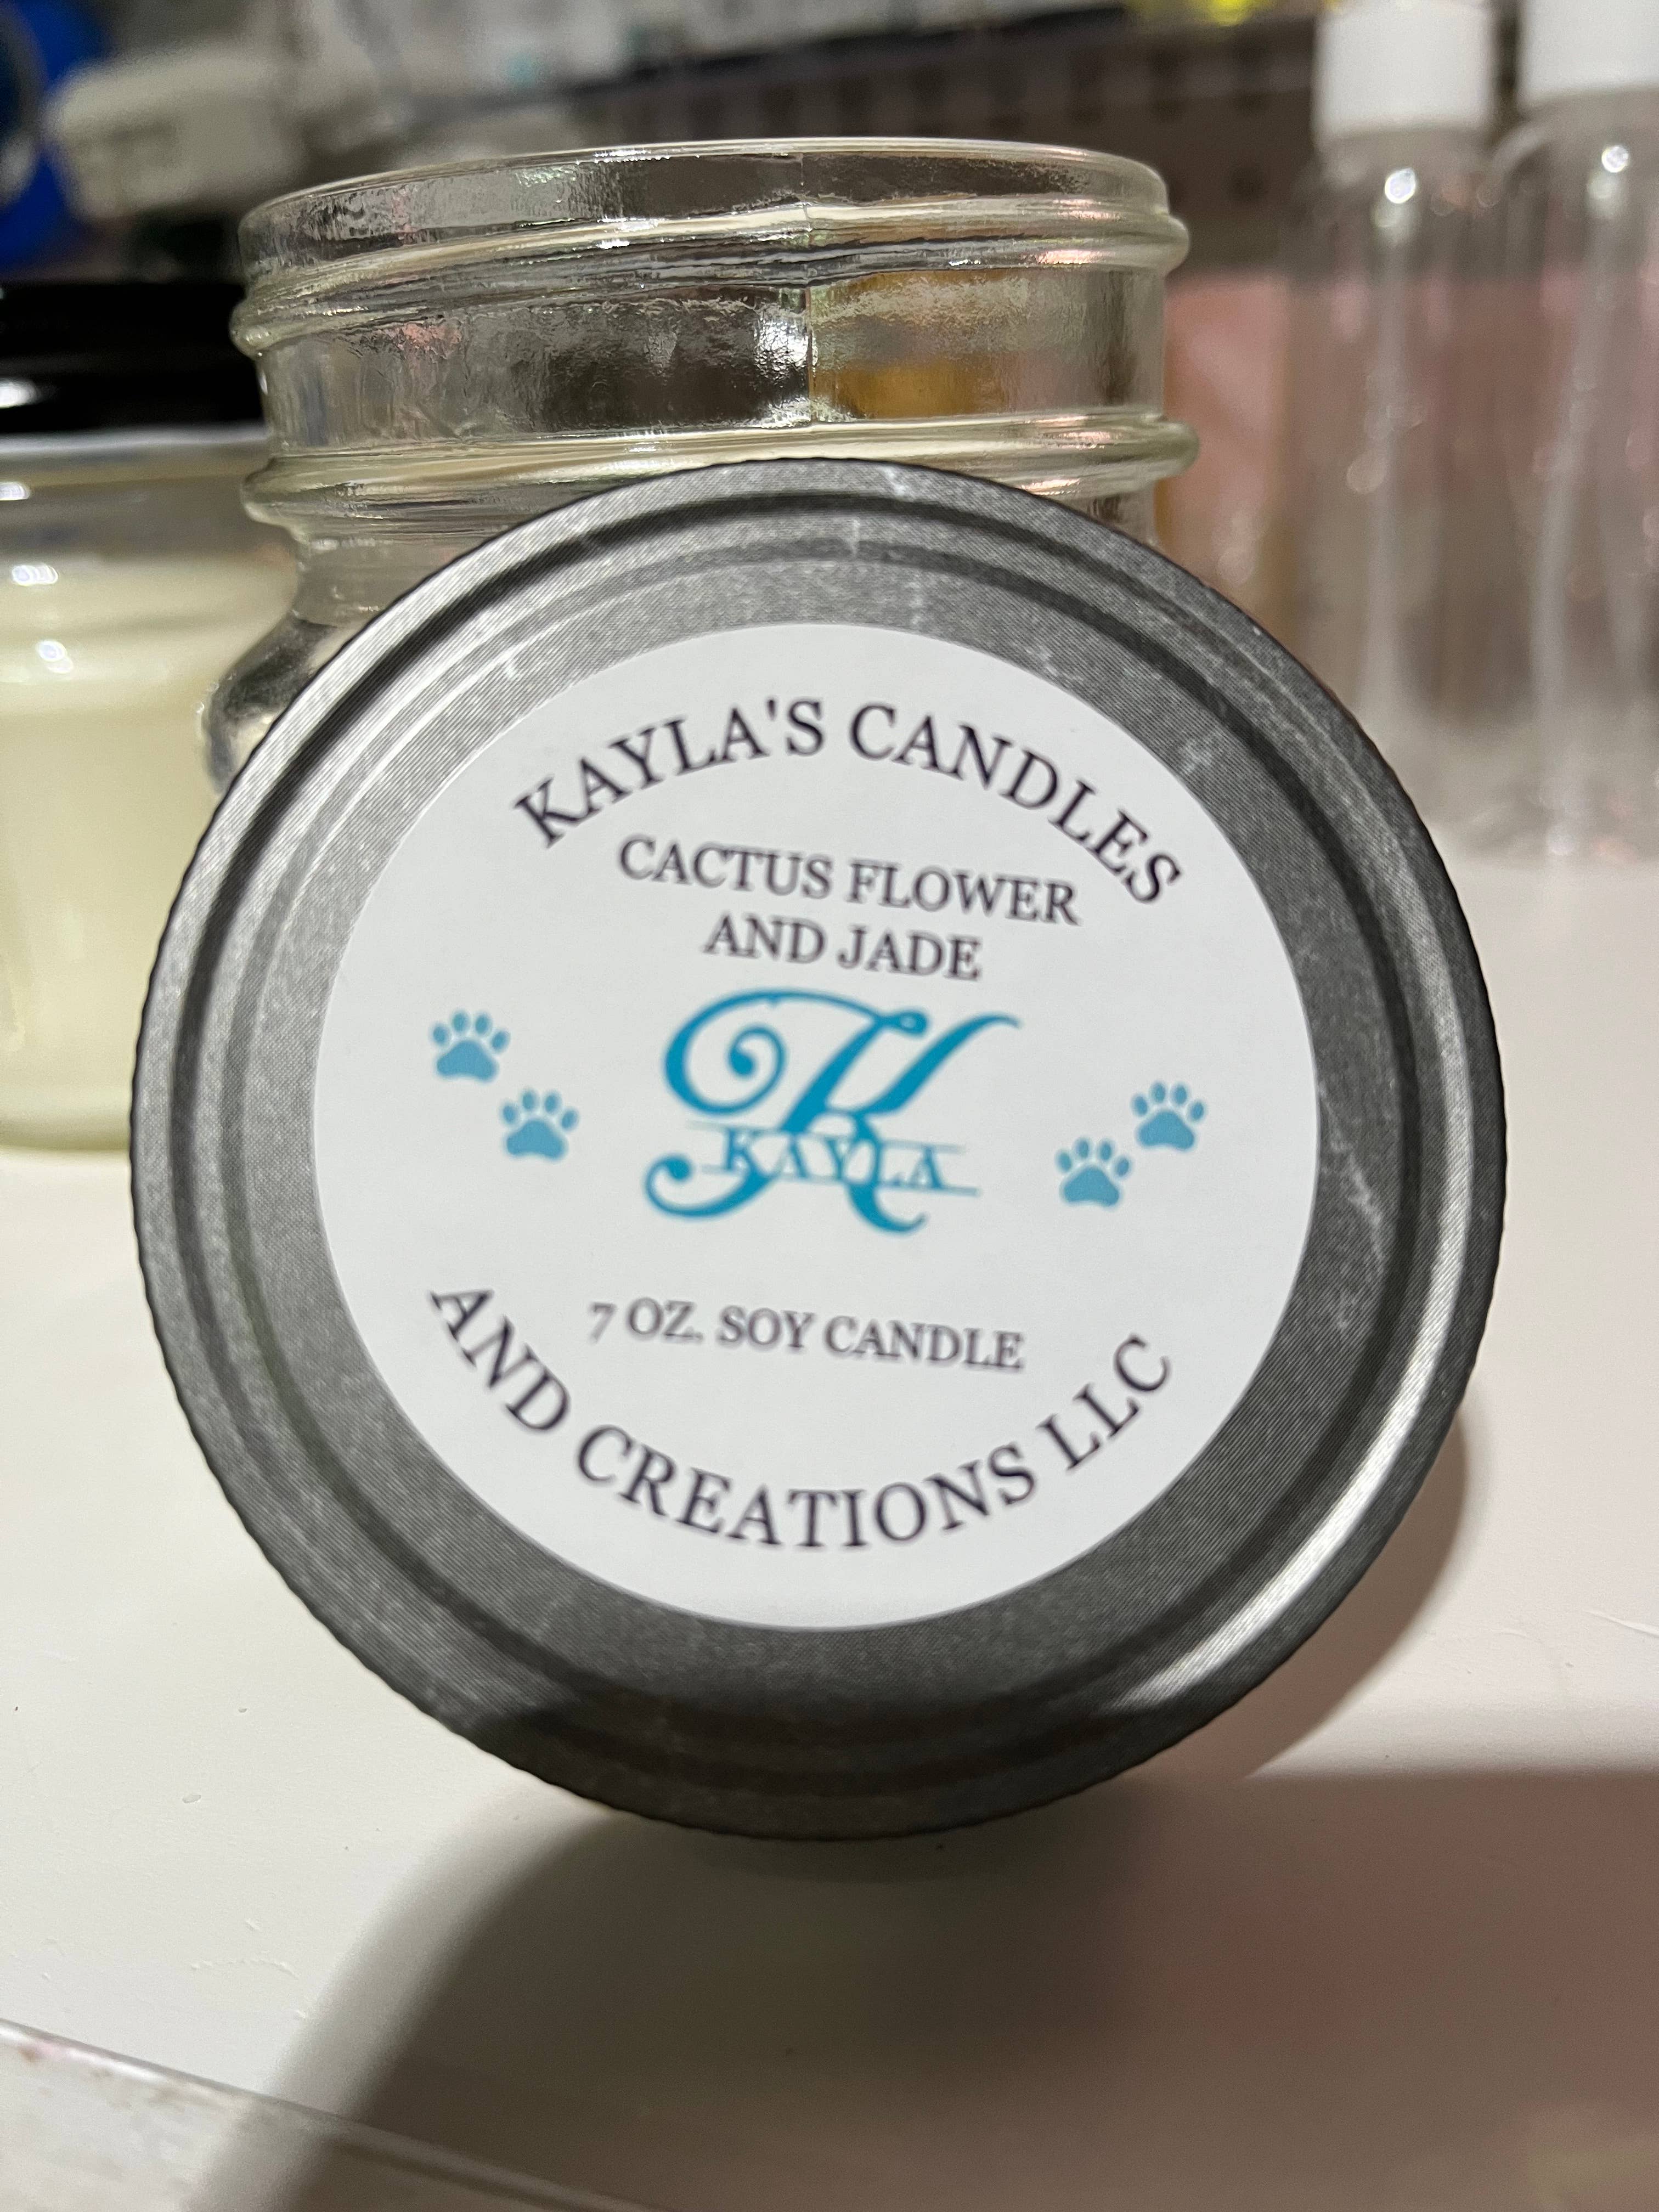 KAYLA'S CANDLES
CACTUS FLOWER
AND JADE
K
KAYLA
7 OZ. SOY CANDLE
AND CREATIONS LLC